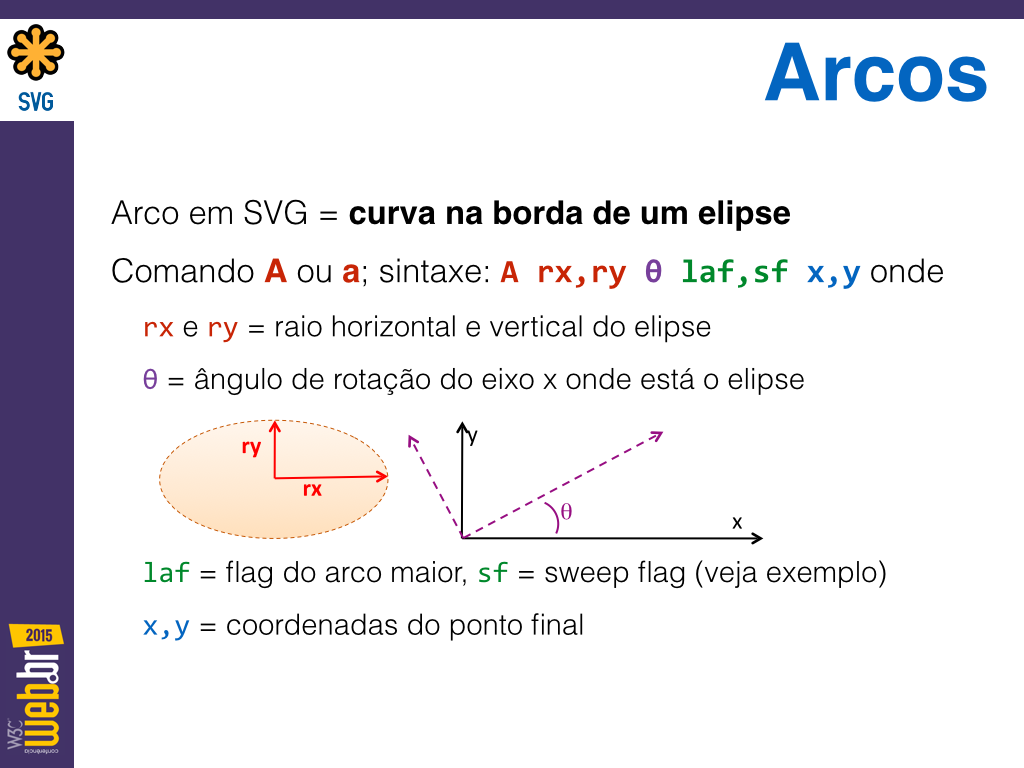 SVG
Arcos
Arco em SVG = curva na borda de um elipse
Comando A ou a; sintaxe: A rx,ry θ laf,sf x,y onde
rx e ry = raio horizontal e vertical do elipse
θ = ângulo de rotação do eixo x onde está o elipse
ry
rx
y
θ
x
laf = flag do arco maior, sf = sweep flag (veja exemplo)
x,y = coordenadas do ponto final
2015
W3C
web.br
conferência